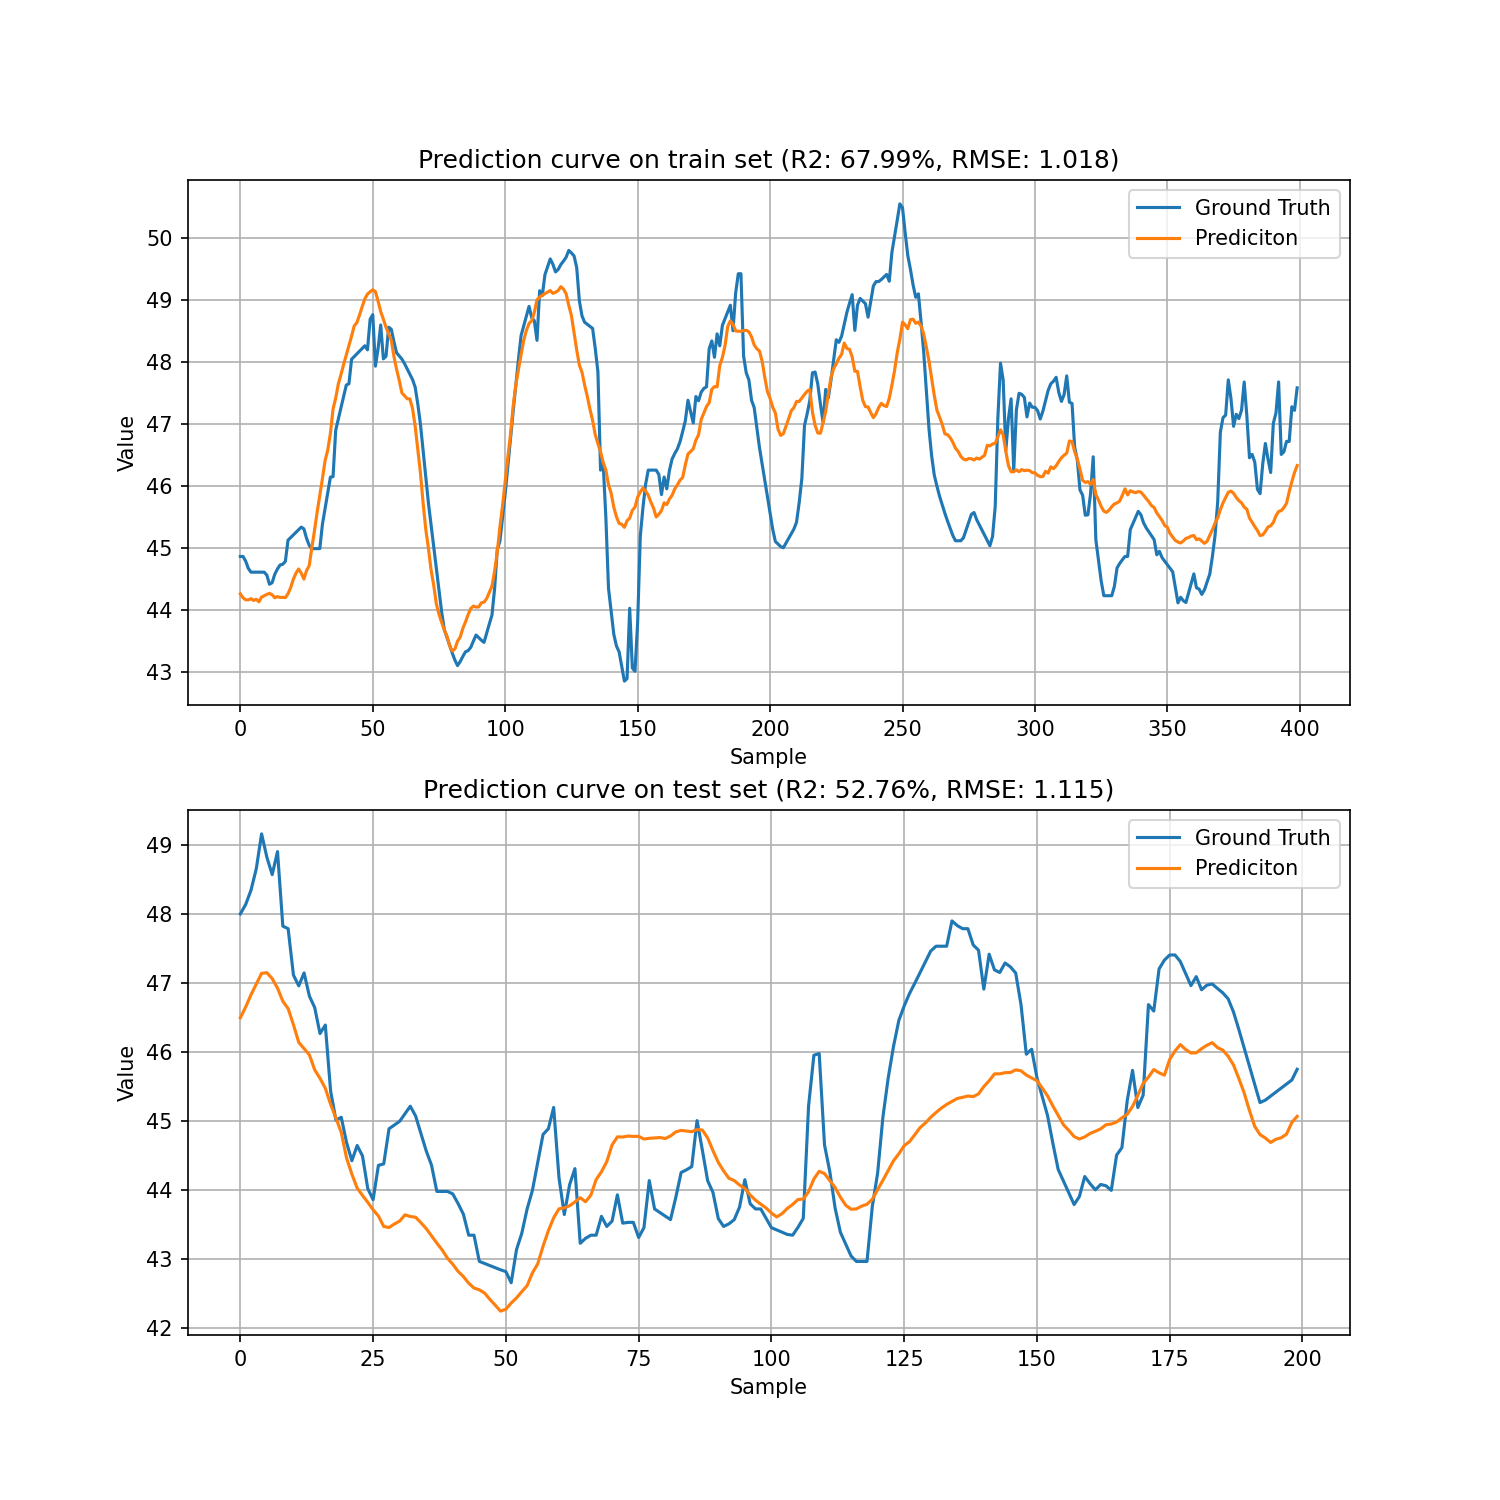 Prediction curve on train set (R2: 67.99%, RMSE: 1.018)
Ground Truth
Prediciton
Value
50
49
48
47
46
45
44
43
0 50 100 150 200 250 300 350 400
Sample
Prediction curve on test set (R2: 52.76%, RMSE: 1.115)
Ground Truth
Prediciton
Value
49
48
47
46
45
44
43
42
0 25 50 75 100 125 150 175 200
Sample